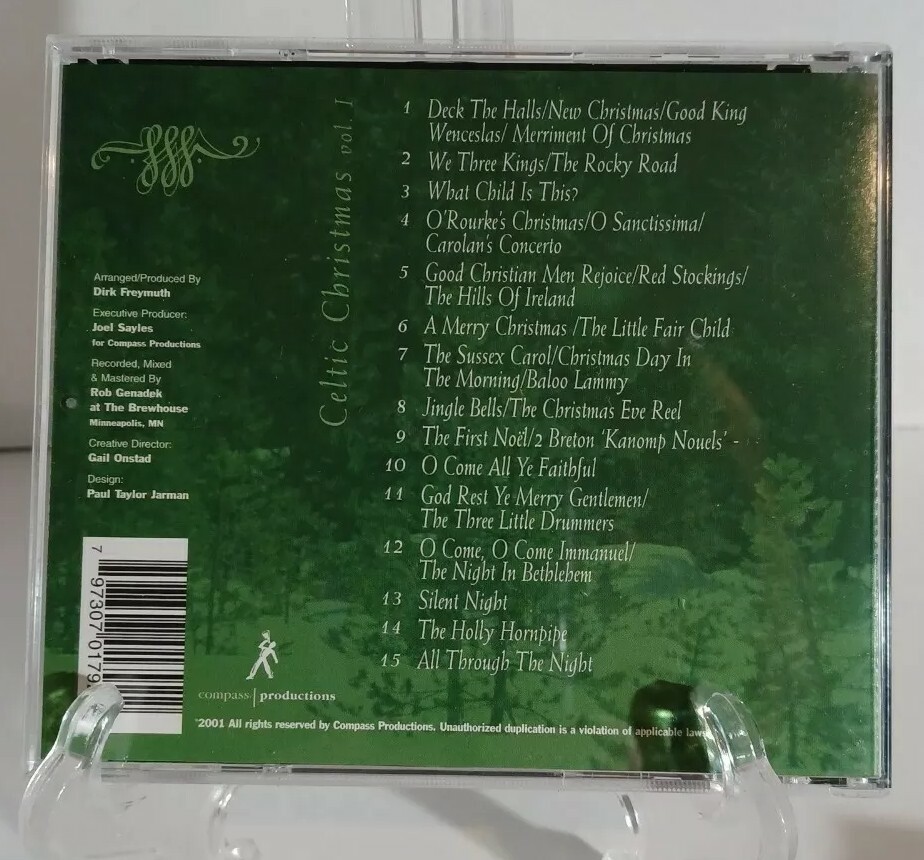 Celtic Christmas vol. 1
1 Deck The Halls/New Christmas/Good King
Wenceslas/ Merriment Of Christmas
2 We Three Kings/The Rocky Road
3 What Child Is This?
4 O'Rourke's Christmas/O Sanctissima/
Carolan's Concerto
5 Good Christian Men Rejoice/Red Stockings/
The Hills Of Ireland
6 A Merry Christmas /The Little Fair Child
7 The Sussex Carol/Christmas Day In
The Morning/Baloo Lammy
8 Jingle Bells/The Christmas Eve Reel
9 The First Noël/2 Breton 'Kanomp Nouels' -
10 O Come All Ye Faithful
11 God Rest Ye Merry Gentlemen/
The Three Little Drummers
12 O Come, O Come Immanuel/
The Night In Bethlehem
13 Silent Night
14 The Holly Hornpipe
15 All Through The Night
Arranged/Produced By
Dirk Freymuth
Executive Producer:
Joel Sayles
for Compass Productions
Recorded, Mixed
& Mastered By
Rob Genadek
at The Brewhouse
Minneapolis, MN
Creative Director:
Gail Onstad
Design:
Paul Taylor Jarman
7 97307 0179
compass productions
°2001 All rights reserved by Compass Productions. Unauthorized duplication is a violation of applicable laws